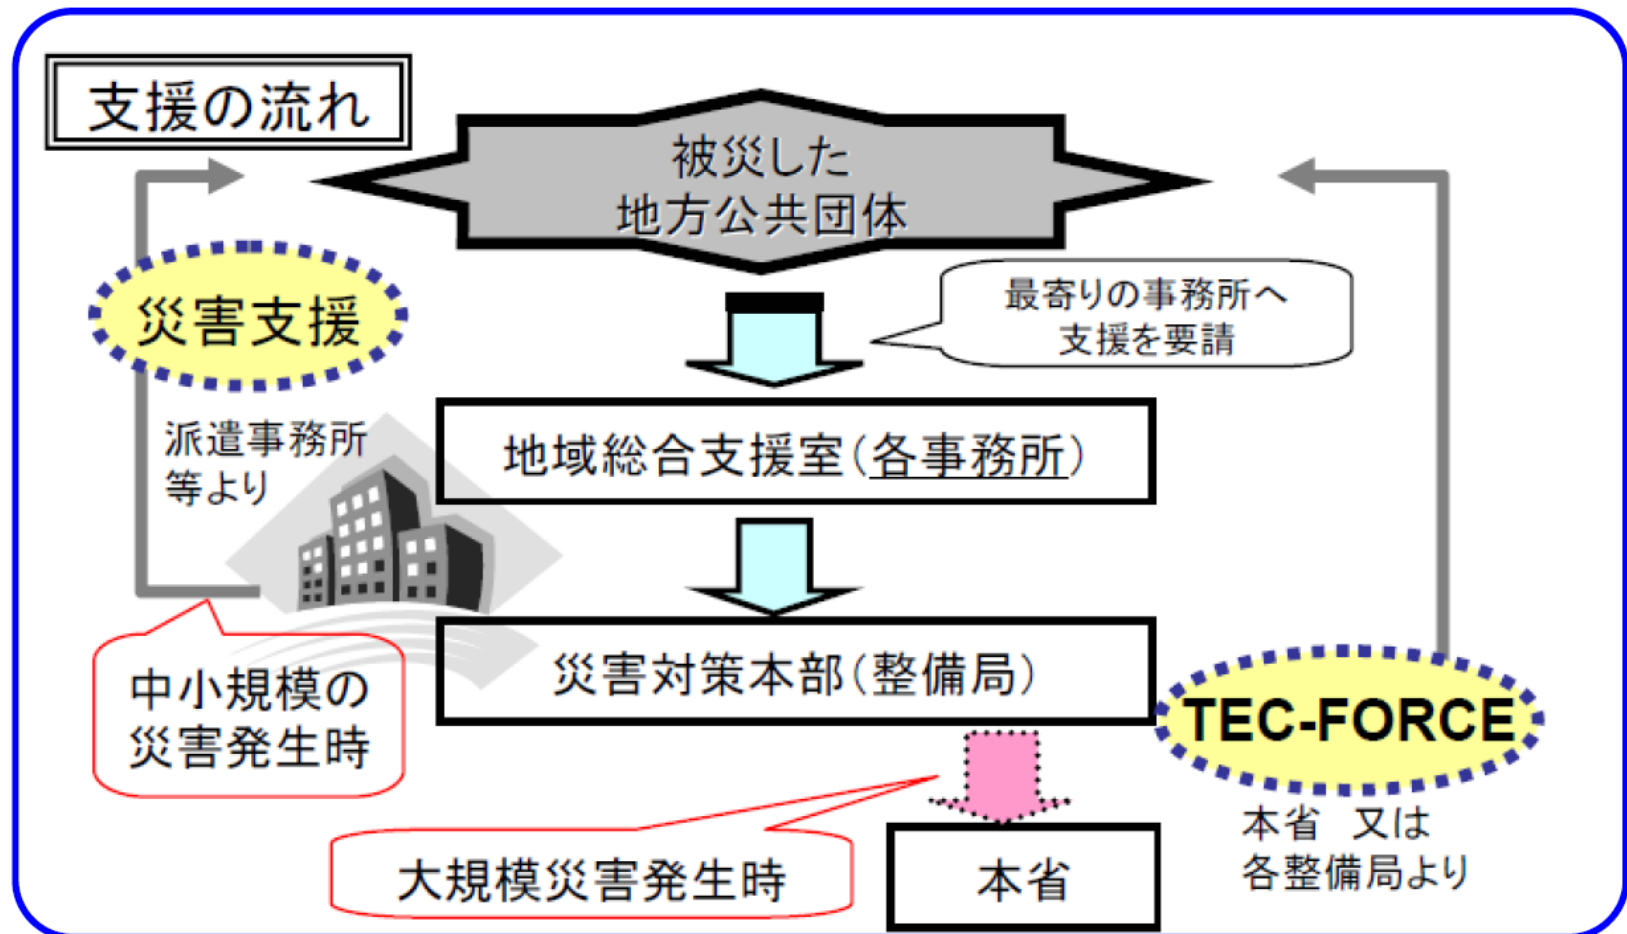 支援の流れ
被災した
地方公共団体
災害支援
最寄りの事務所へ
支援を要請
派遣事務所
等より
地域総合支援室(各事務所)
中小規模の
災害発生時
災害対策本部(整備局)
TEC-FORCE
大規模災害発生時
本省
本省　又は
各整備局より